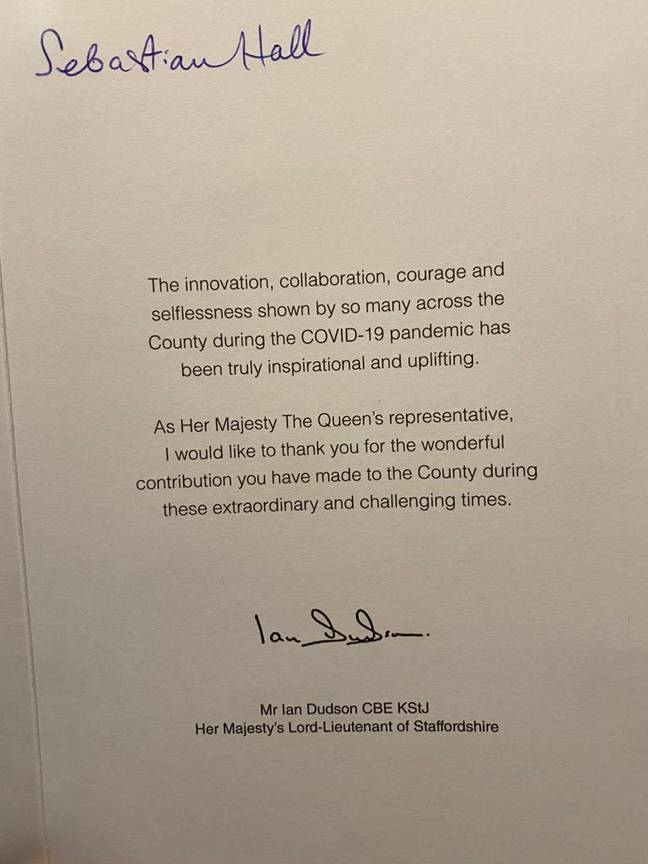 Sebastian Hall
The innovation, collaboration, courage and
selflessness shown by so many across the
County during the COVID-19 pandemic has
been truly inspirational and uplifting.
As Her Majesty The Queen's representative,
I would like to thank you for the wonderful
contribution you have made to the County during
these extraordinary and challenging times.
Ian Dudson.
Mr Ian Dudson CBE KStJ
Her Majesty's Lord-Lieutenant of Staffordshire